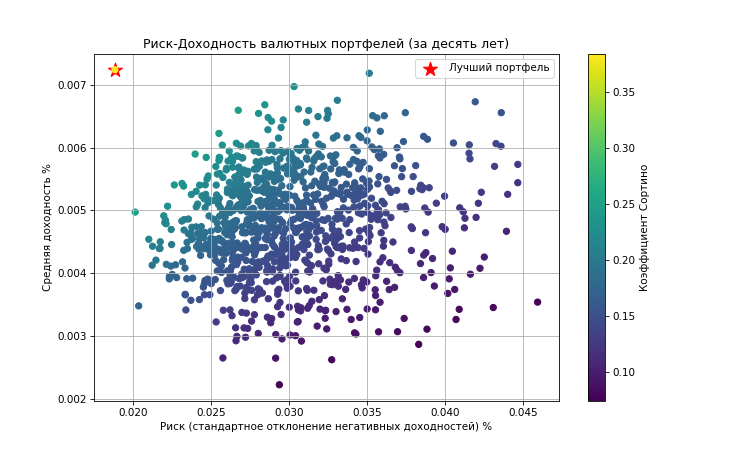 Риск-Доходность валютных портфелей (за десять лет)
Лучший портфель
0.007
0.006
0.005
0.004
0.003
0.002
Средняя доходность %
0.020 0.025 0.030 0.035 0.040 0.045
Риск (стандартное отклонение негативных доходностей) %
0.35
0.30
0.25
0.20
0.15
0.10
Коэффициент Сортино